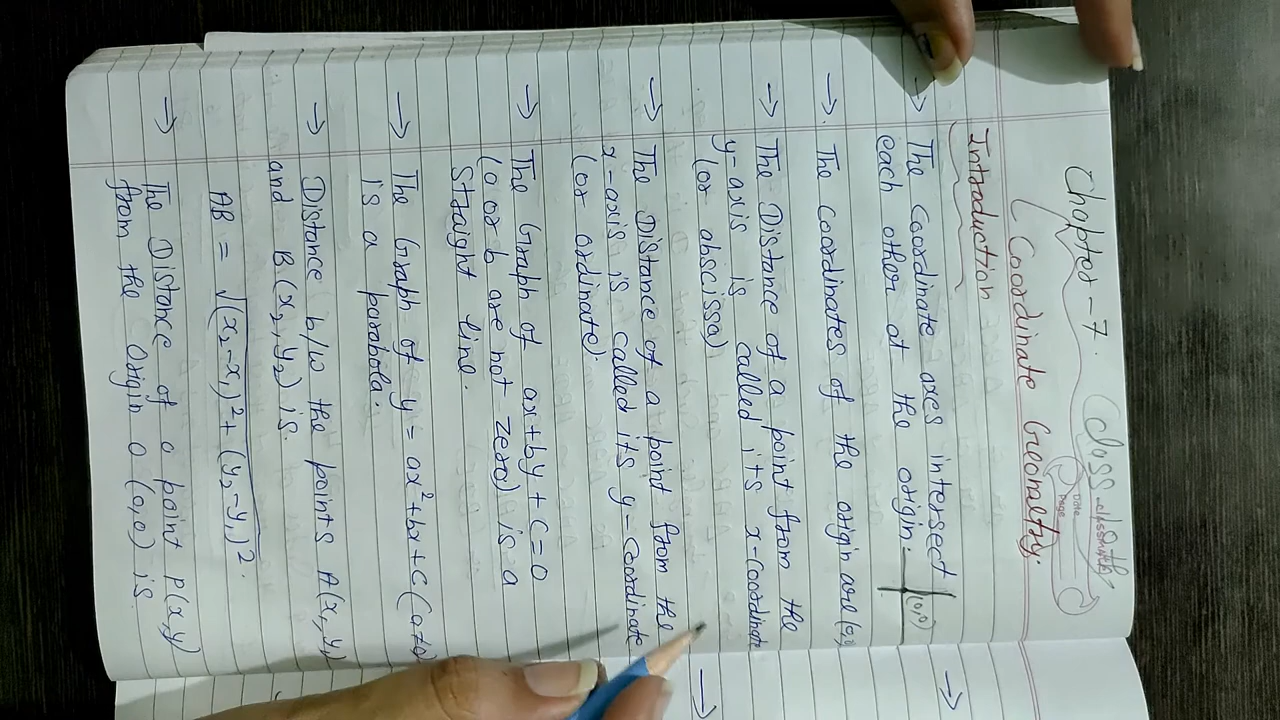 Chapter-7. Class-10th
classmate
Date
Page
Coordinate Geometry.
Introduction
→ The coordinate axes intersect
each other at the origin. (0,0)
→ The coordinates of the origin are (0,0)
→ The Distance of a point from the
y-axis is called its x-coordinate
(or abscissa)
→ The Distance of a point from the
x-axis is called its y-coordinate
(or ordinate).
→ The Graph of ax+by+c=0
(a or b are not zero) is a
Straight line.
→ The Graph of y = ax²+bx+c (a≠0)
is a parabola.
→ Distance b/w the points A(x₁,y₁)
and B(x₂,y₂) is.
AB = √(x₂-x₁)²+(y₂-y₁)².
→ The Distance of a point P(x,y)
from the Origin O (0,0) is